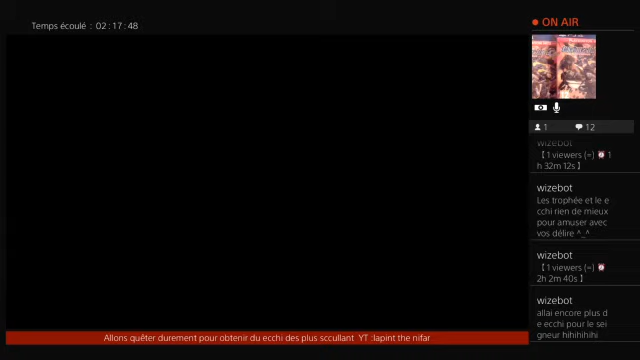 Temps écoulé : 02:17:48
ON AIR
1
12
wizebot
【 1 viewers (=) ⏰ 1
h 32m 12s 】
wizebot
Les trophée et le e
cchi rien de mieux
pour amuser avec
vos délire ^_^
wizebot
【 1 viewers (=) ⏰
2h 2m 40s 】
wizebot
allai encore plus d
e ecchi pour le sei
gneur hihihihihi
Allons quêter durement pour obtenir du ecchi des plus scculant YT :lapint the nifar